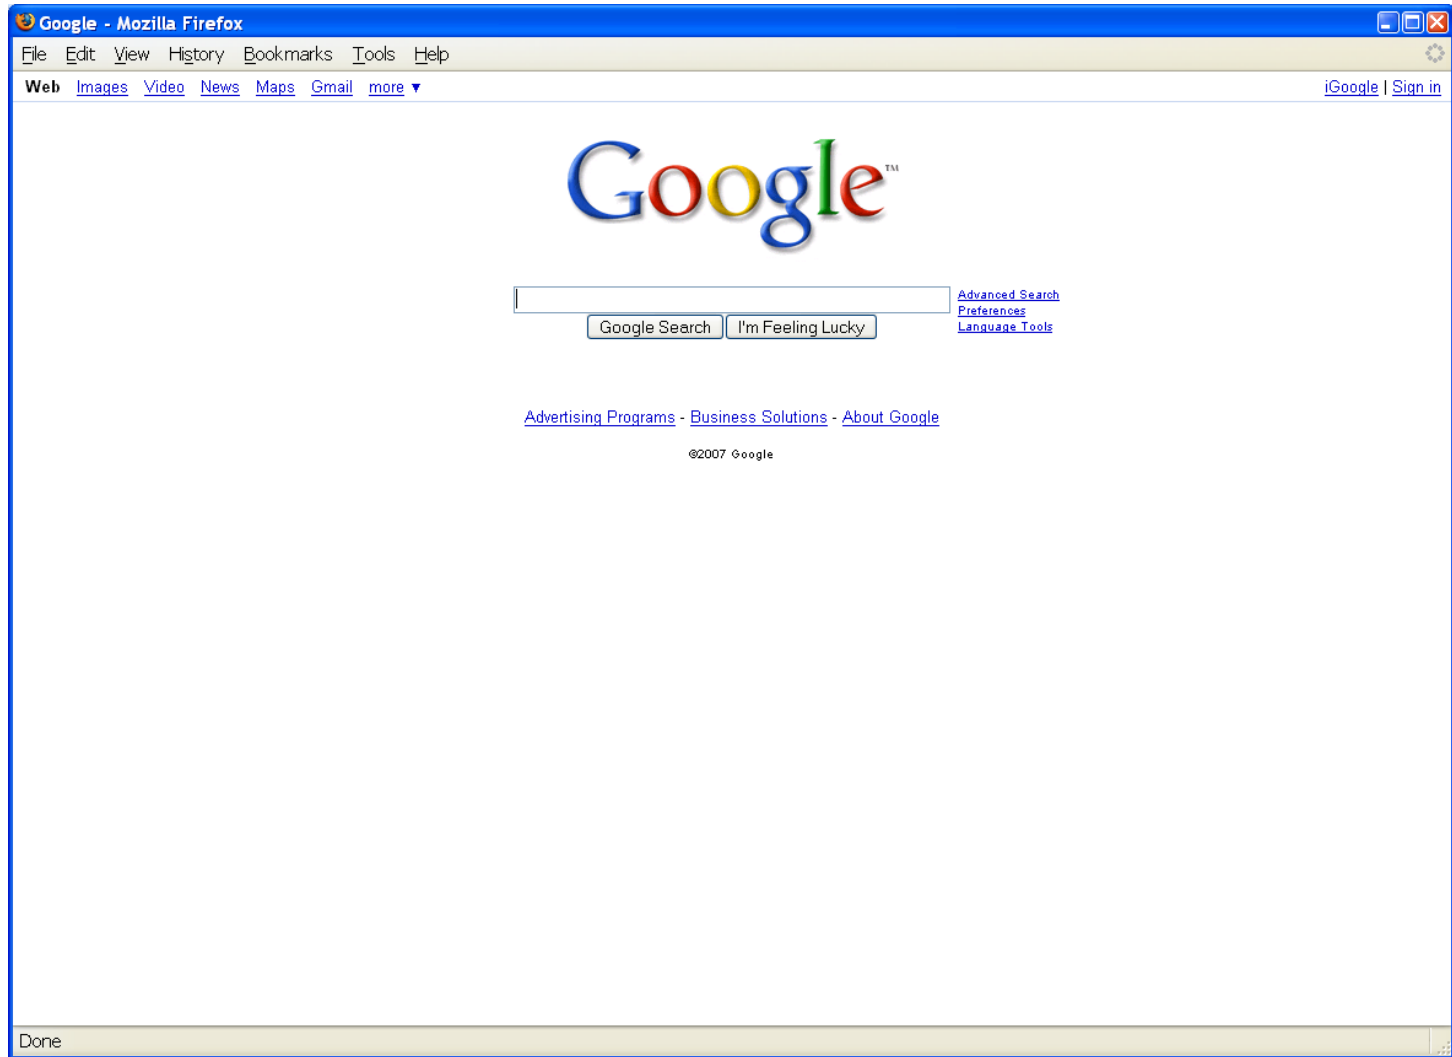 Google - Mozilla Firefox
File Edit View History Bookmarks Tools Help
Web Images Video News Maps Gmail more ▼ iGoogle | Sign in
Google™
Advanced Search
Preferences
Google Search I'm Feeling Lucky Language Tools
Advertising Programs - Business Solutions - About Google
©2007 Google
Done